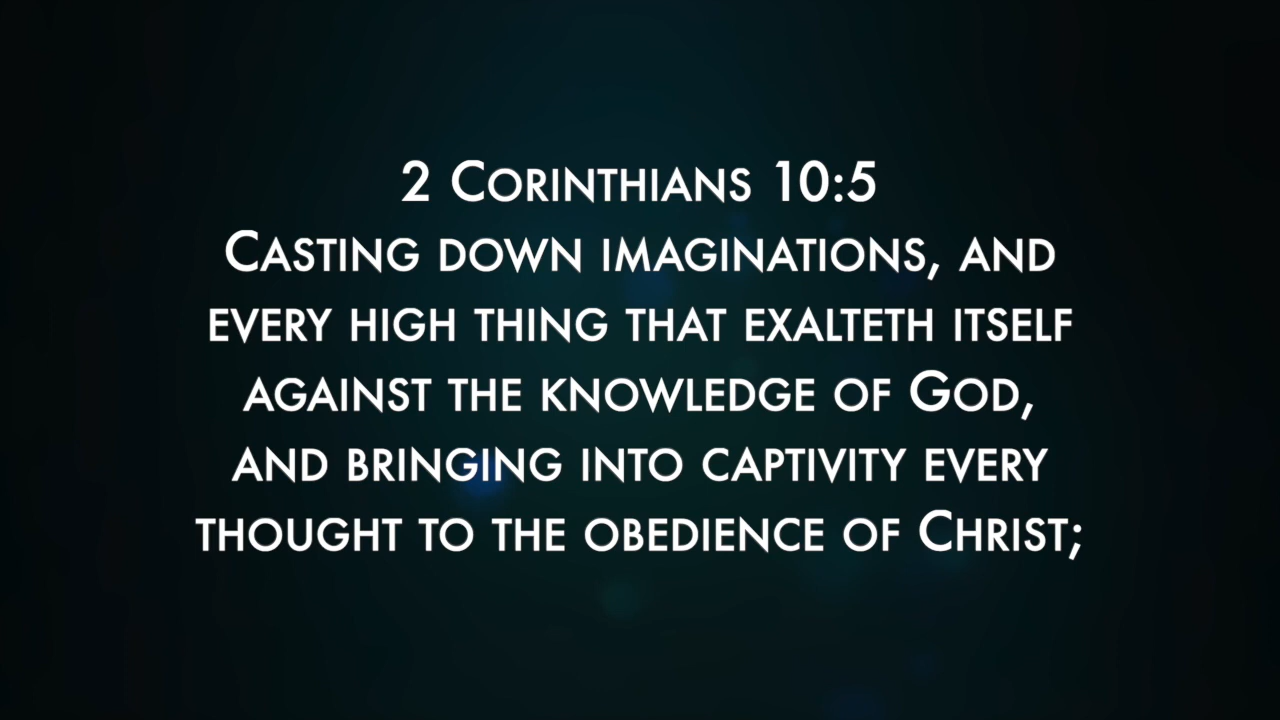 2 Corinthians 10:5
Casting down imaginations, and
every high thing that exalteth itself
against the knowledge of God,
and bringing into captivity every
thought to the obedience of Christ;